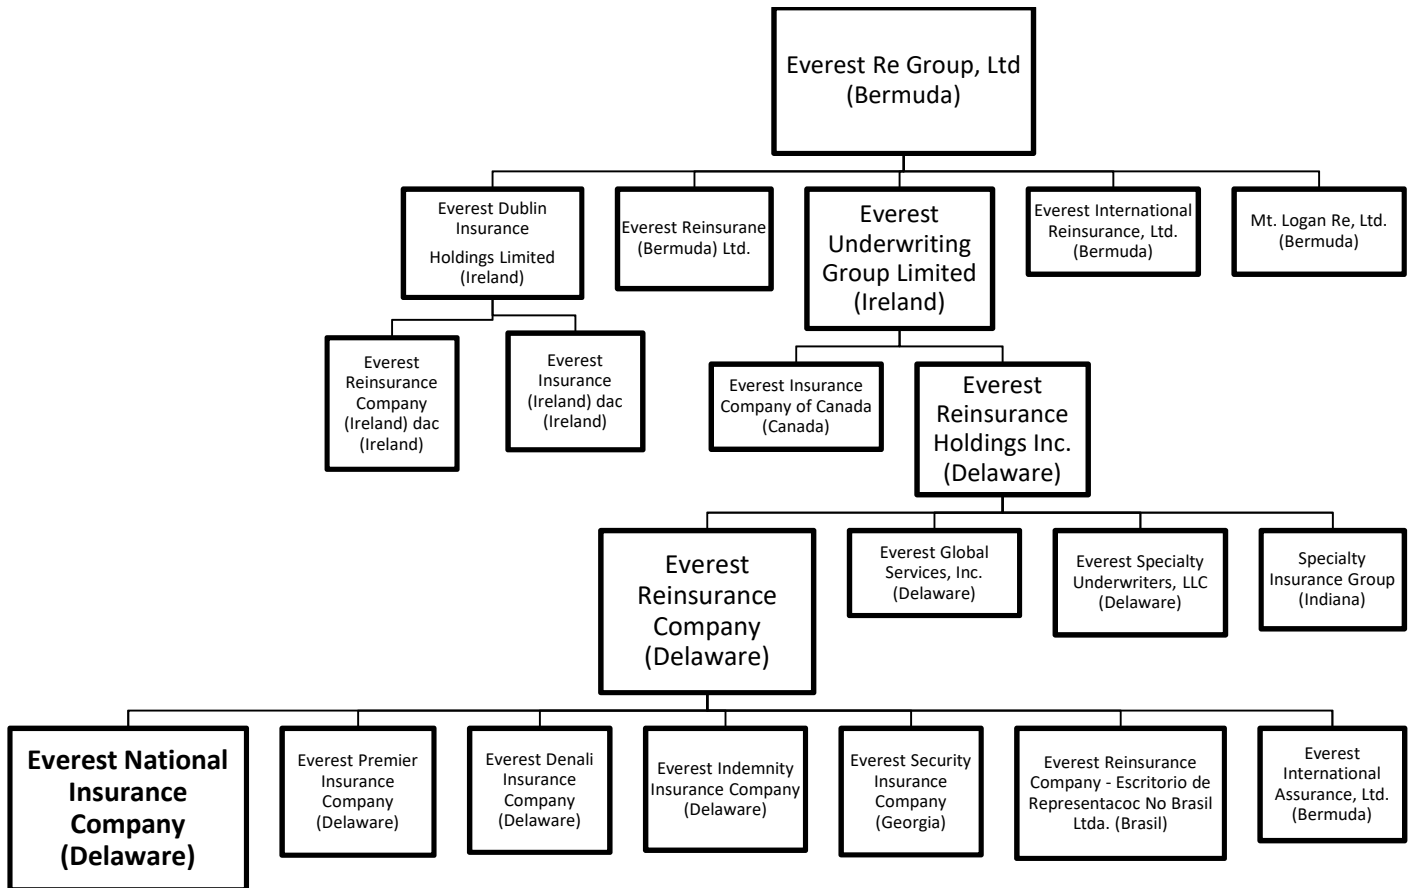 Everest Re Group, Ltd
(Bermuda)
Everest Dublin
Insurance
Holdings Limited
(Ireland)
Everest Reinsurane
(Bermuda) Ltd.
Everest
Underwriting
Group Limited
(Ireland)
Everest International
Reinsurance, Ltd.
(Bermuda)
Mt. Logan Re, Ltd.
(Bermuda)
Everest
Reinsurance
Company
(Ireland) dac
(Ireland)
Everest
Insurance
(Ireland) dac
(Ireland)
Everest Insurance
Company of Canada
(Canada)
Everest
Reinsurance
Holdings Inc.
(Delaware)
Everest
Reinsurance
Company
(Delaware)
Everest Global
Services, Inc.
(Delaware)
Everest Specialty
Underwriters, LLC
(Delaware)
Specialty
Insurance Group
(Indiana)
Everest National
Insurance
Company
(Delaware)
Everest Premier
Insurance
Company
(Delaware)
Everest Denali
Insurance
Company
(Delaware)
Everest Indemnity
Insurance Company
(Delaware)
Everest Security
Insurance
Company
(Georgia)
Everest Reinsurance
Company - Escritorio de
Representacoc No Brasil
Ltda. (Brasil)
Everest
International
Assurance, Ltd.
(Bermuda)